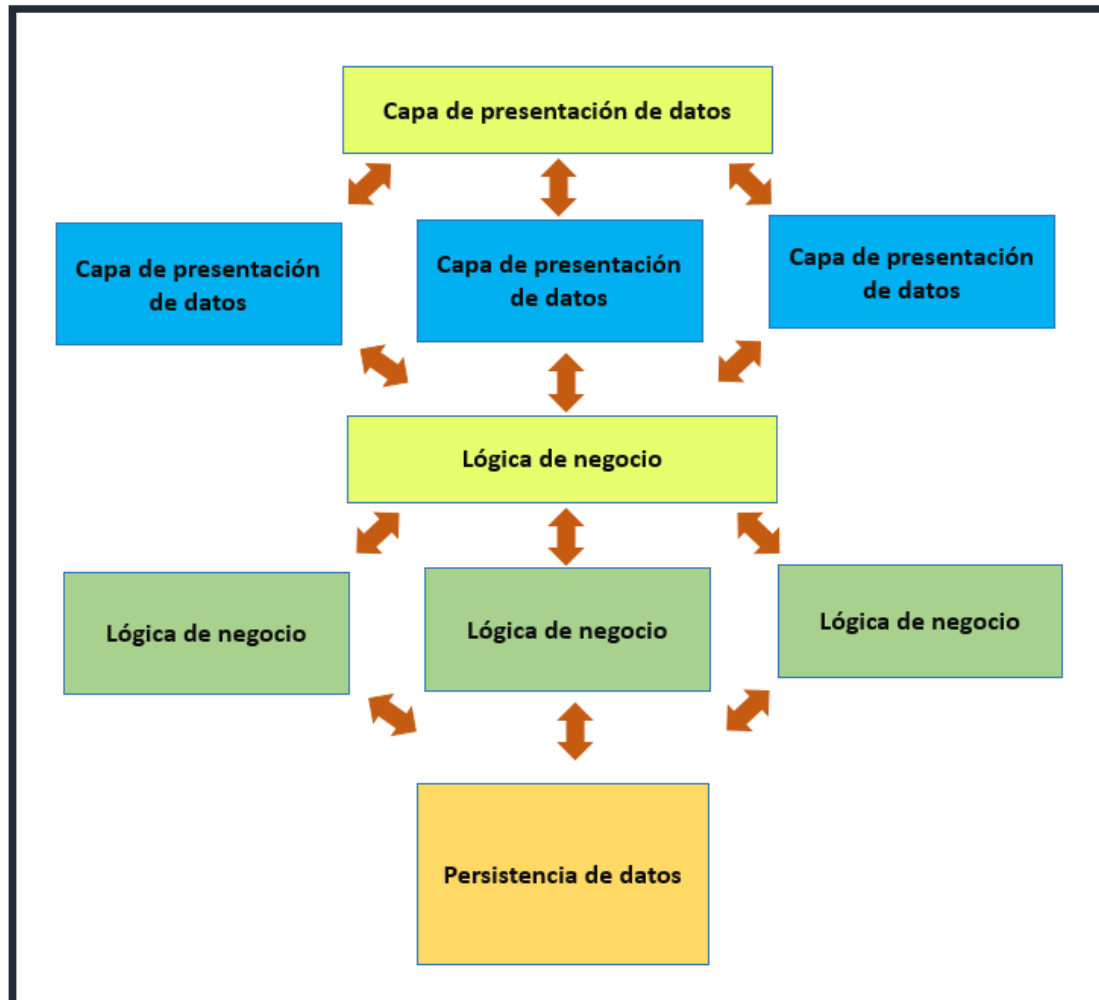 Capa de presentación de datos
Capa de presentación
de datos
Capa de presentación
de datos
Capa de presentación
de datos
Lógica de negocio
Lógica de negocio
Lógica de negocio
Lógica de negocio
Persistencia de datos